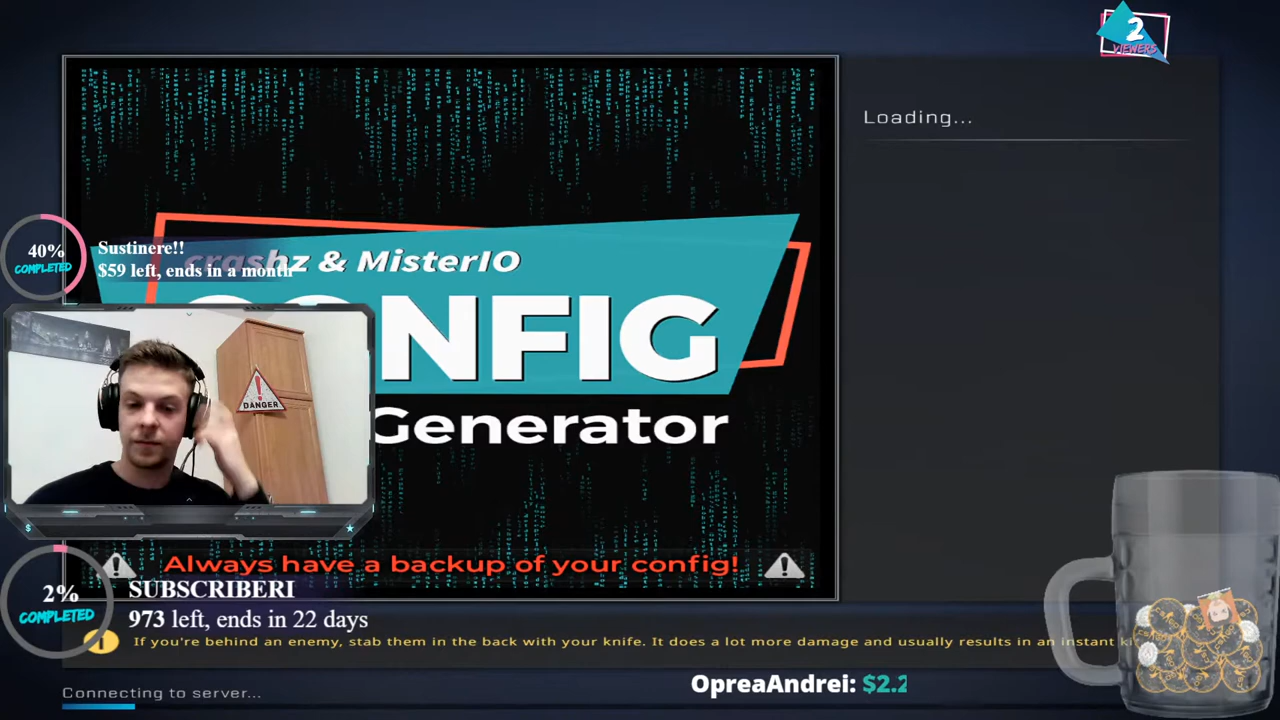 2
VIEWERS
Loading...
crashz & MisterIO
NFIG
Generator
40%
COMPLETED
Sustinere!!
$59 left, ends in a month
DANGER
Always have a backup of your config!
2%
COMPLETED
SUBSCRIBERI
973 left, ends in 22 days
If you're behind an enemy, stab them in the back with your knife. It does a lot more damage and usually results in an instant
Connecting to server...
OpreaAndrei: $2.2